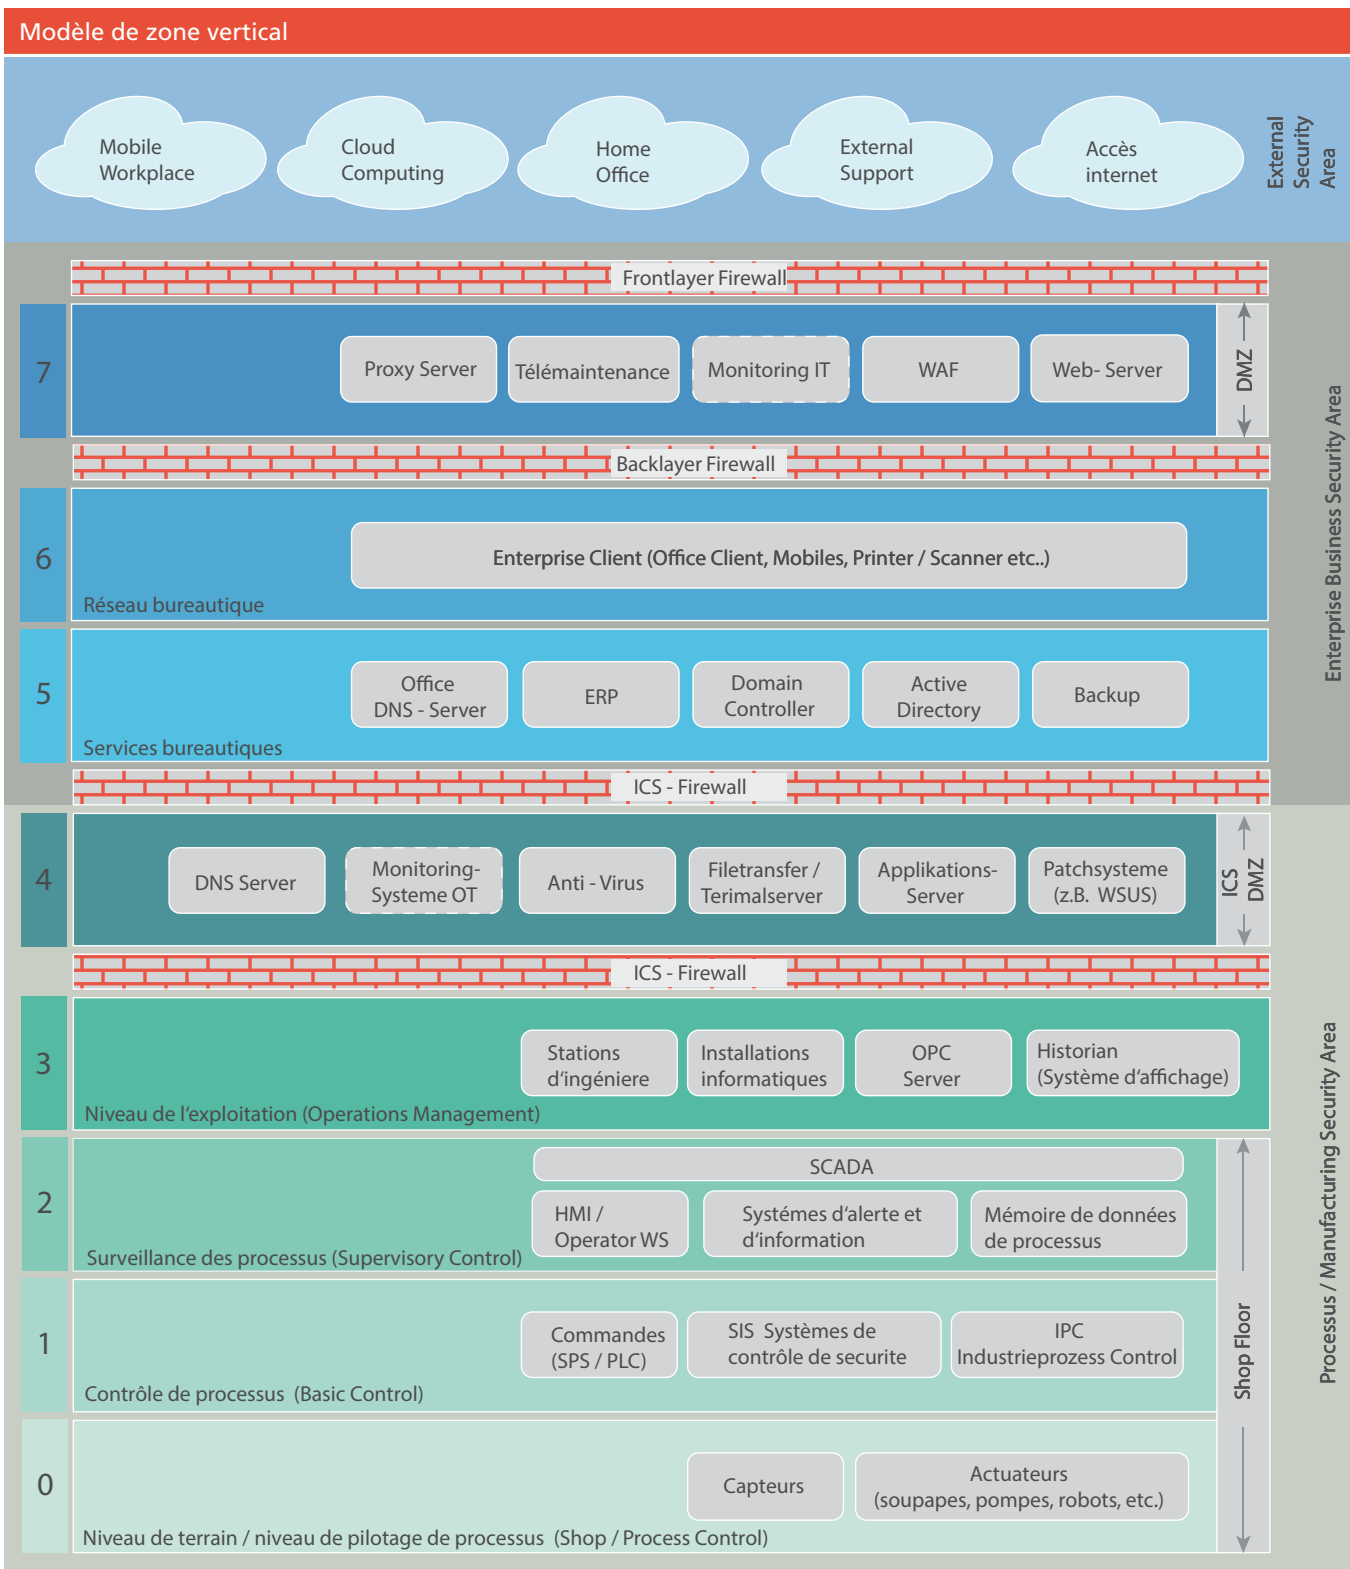 Modèle de zone vertical
Mobile
Workplace
Cloud
Computing
Home
Office
External
Support
Accès
internet
External
Security
Area
Frontlayer Firewall
7
Proxy Server
Télémaintenance
Monitoring IT
WAF
Web- Server
DMZ
Backlayer Firewall
6
Enterprise Client (Office Client, Mobiles, Printer / Scanner etc..)
Réseau bureautique
Enterprise Business Security Area
5
Office
DNS - Server
ERP
Domain
Controller
Active
Directory
Backup
Services bureautiques
ICS - Firewall
4
DNS Server
Monitoring-
Systeme OT
Anti - Virus
Filetransfer /
Terimalserver
Applikations-
Server
Patchsysteme
(z.B. WSUS)
ICS
DMZ
ICS - Firewall
3
Stations
d‘ingéniere
Installations
informatiques
OPC
Server
Historian
(Système d‘affichage)
Niveau de l‘exploitation (Operations Management)
2
SCADA
HMI /
Operator WS
Systémes d‘alerte et
d‘information
Mémoire de données
de processus
Surveillance des processus (Supervisory Control)
Processus / Manufacturing Security Area
1
Commandes
(SPS / PLC)
SIS Systèmes de
contrôle de securite
IPC
Industrieprozess Control
Contrôle de processus (Basic Control)
Shop Floor
0
Capteurs
Actuateurs
(soupapes, pompes, robots, etc.)
Niveau de terrain / niveau de pilotage de processus (Shop / Process Control)